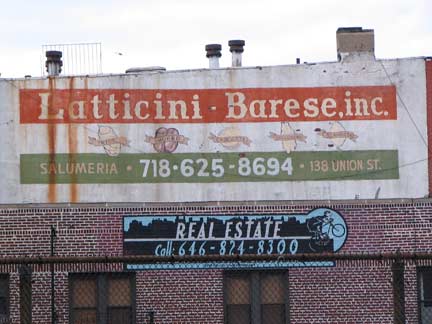 Latticini - Barese, inc.
SALUMERIA • 718•625•8694 • 138 UNION ST.
REAL ESTATE
Call: 646-824-8300